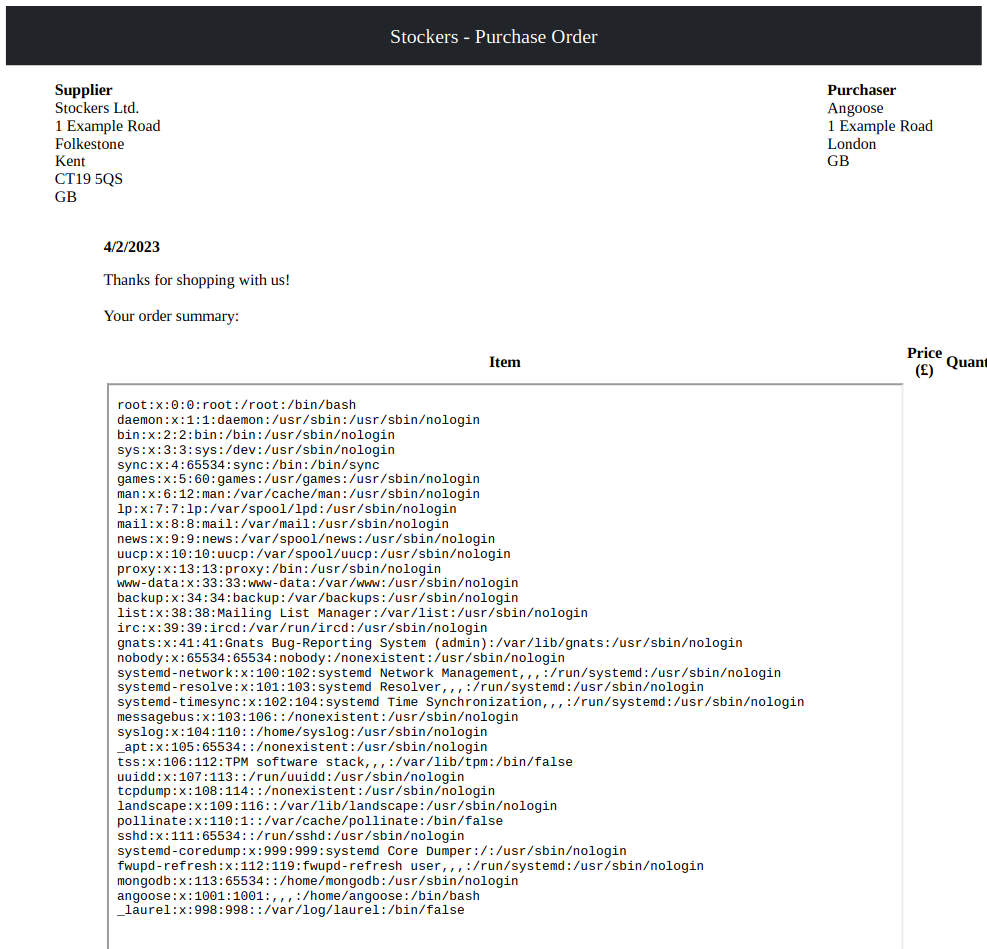 Stockers - Purchase Order
Supplier
Stockers Ltd.
1 Example Road
Folkestone
Kent
CT19 5QS
GB
Purchaser
Angoose
1 Example Road
London
GB
4/2/2023
Thanks for shopping with us!
Your order summary:
Item Price (£) Quant
root:x:0:0:root:/root:/bin/bash
daemon:x:1:1:daemon:/usr/sbin:/usr/sbin/nologin
bin:x:2:2:bin:/bin:/usr/sbin/nologin
sys:x:3:3:sys:/dev:/usr/sbin/nologin
sync:x:4:65534:sync:/bin:/bin/sync
games:x:5:60:games:/usr/games:/usr/sbin/nologin
man:x:6:12:man:/var/cache/man:/usr/sbin/nologin
lp:x:7:7:lp:/var/spool/lpd:/usr/sbin/nologin
mail:x:8:8:mail:/var/mail:/usr/sbin/nologin
news:x:9:9:news:/var/spool/news:/usr/sbin/nologin
uucp:x:10:10:uucp:/var/spool/uucp:/usr/sbin/nologin
proxy:x:13:13:proxy:/bin:/usr/sbin/nologin
www-data:x:33:33:www-data:/var/www:/usr/sbin/nologin
backup:x:34:34:backup:/var/backups:/usr/sbin/nologin
list:x:38:38:Mailing List Manager:/var/list:/usr/sbin/nologin
irc:x:39:39:ircd:/var/run/ircd:/usr/sbin/nologin
gnats:x:41:41:Gnats Bug-Reporting System (admin):/var/lib/gnats:/usr/sbin/nologin
nobody:x:65534:65534:nobody:/nonexistent:/usr/sbin/nologin
systemd-network:x:100:102:systemd Network Management,,,:/run/systemd:/usr/sbin/nologin
systemd-resolve:x:101:103:systemd Resolver,,,:/run/systemd:/usr/sbin/nologin
systemd-timesync:x:102:104:systemd Time Synchronization,,,:/run/systemd:/usr/sbin/nologin
messagebus:x:103:106::/nonexistent:/usr/sbin/nologin
syslog:x:104:110::/home/syslog:/usr/sbin/nologin
_apt:x:105:65534::/nonexistent:/usr/sbin/nologin
tss:x:106:112:TPM software stack,,,:/var/lib/tpm:/bin/false
uuidd:x:107:113::/run/uuidd:/usr/sbin/nologin
tcpdump:x:108:114::/nonexistent:/usr/sbin/nologin
landscape:x:109:116::/var/lib/landscape:/usr/sbin/nologin
pollinate:x:110:1::/var/cache/pollinate:/bin/false
sshd:x:111:65534::/run/sshd:/usr/sbin/nologin
systemd-coredump:x:999:999:systemd Core Dumper:/:/usr/sbin/nologin
fwupd-refresh:x:112:119:fwupd-refresh user,,,:/run/systemd:/usr/sbin/nologin
mongodb:x:113:65534::/home/mongodb:/usr/sbin/nologin
angoose:x:1001:1001:,,,:/home/angoose:/bin/bash
_laurel:x:998:998::/var/log/laurel:/bin/false